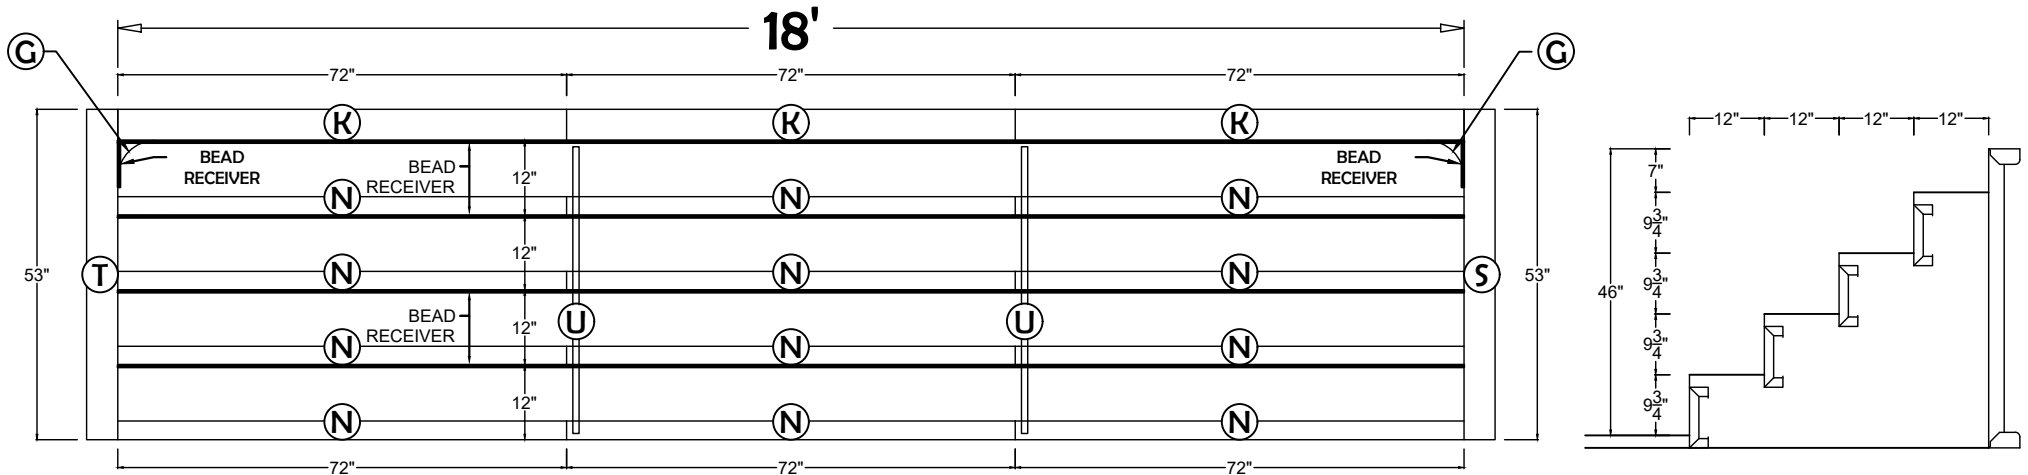 18'
G
G
72" 72" 72"
K K K
12" 12" 12" 12"
BEAD
RECEIVER
BEAD
RECEIVER
BEAD
RECEIVER
12"
7"
N N N
9 3/4"
12"
N N N
53" T S 53"
9 3/4"
46"
BEAD
RECEIVER
12"
U U
N N N
9 3/4"
12"
9 3/4"
N N N
72" 72" 72"